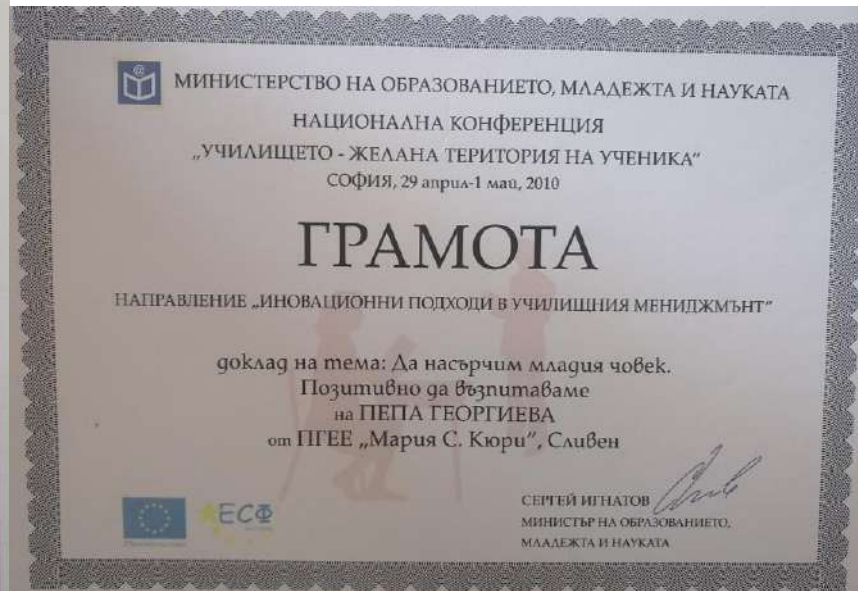 МИНИСТЕРСТВО НА ОБРАЗОВАНИЕТО, МЛАДЕЖТА И НАУКАТА
НАЦИОНАЛНА КОНФЕРЕНЦИЯ
„УЧИЛИЩЕТО - ЖЕЛАНА ТЕРИТОРИЯ НА УЧЕНИКА“
СОФИЯ, 29 април-1 май, 2010
ГРАМОТА
НАПРАВЛЕНИЕ „ИНОВАЦИОННИ ПОДХОДИ В УЧИЛИЩНИЯ МЕНИДЖМЪНТ“
доклад на тема: Да насърчим младия човек.
Позитивно да възпитаваме
на ПЕПА ГЕОРГИЕВА
от ПГЕЕ „Мария С. Кюри“, Сливен
СЕРГЕЙ ИГНАТОВ
МИНИСТЪР НА ОБРАЗОВАНИЕТО,
МЛАДЕЖТА И НАУКАТА
ЕСФ